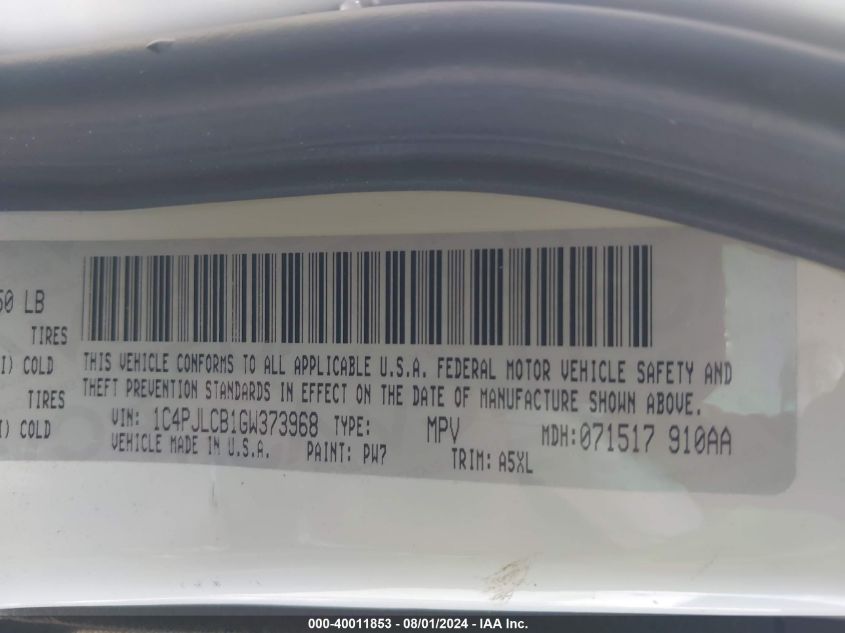 50 LB
TIRES
I) COLD
TIRES
I) COLD
THIS VEHICLE CONFORMS TO ALL APPLICABLE U.S.A. FEDERAL MOTOR VEHICLE SAFETY AND
THEFT PREVENTION STANDARDS IN EFFECT ON THE DATE OF MANUFACTURE SHOWN ABOVE.
VIN: 1C4PJLCB1GW373968 TYPE: MPV MDH:071517 910AA
VEHICLE MADE IN U.S.A. PAINT: PW7 TRIM: A5XL
000-40011853 - 08/01/2024 - IAA Inc.